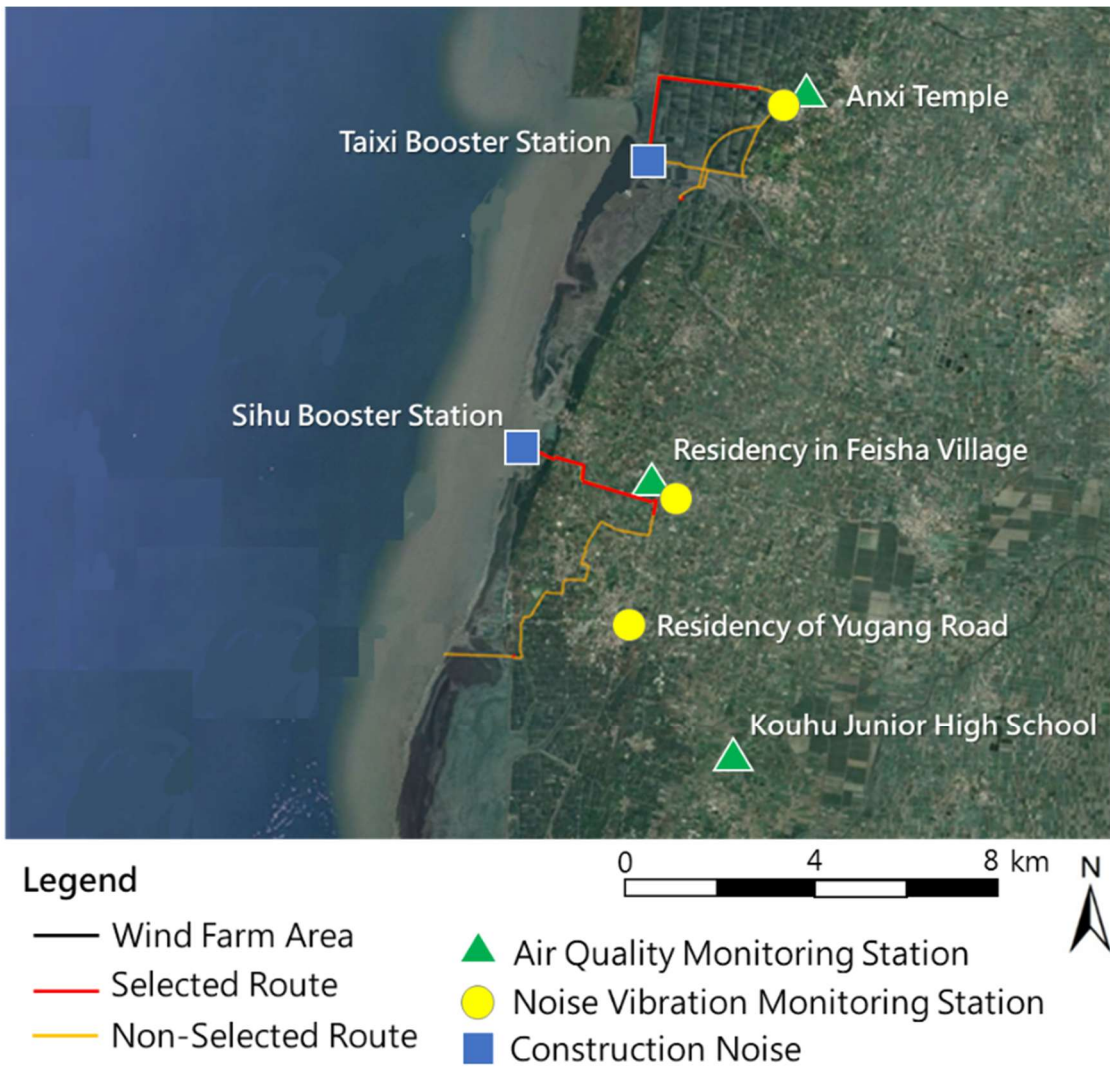 Anxi Temple
Taixi Booster Station
Sihu Booster Station
Residency in Feisha Village
Residency of Yugang Road
Kouhu Junior High School
0 4 8 km
N
Legend
Wind Farm Area
Selected Route
Non-Selected Route
Air Quality Monitoring Station
Noise Vibration Monitoring Station
Construction Noise